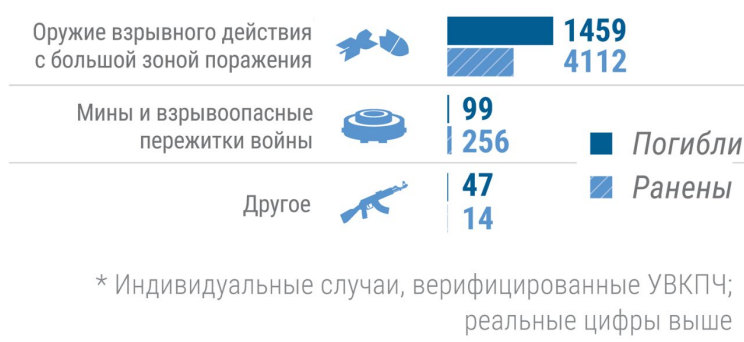 Оружие взрывного действия
с большой зоной поражения
1459
4112
Мины и взрывоопасные
пережитки войны
99
256
Погибли
Ранены
Другое
47
14
* Индивидуальные случаи, верифицированные УВКПЧ;
реальные цифры выше